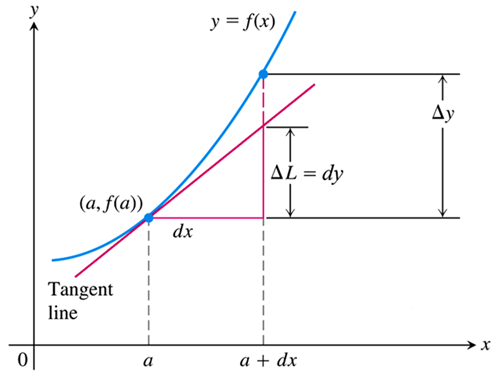 y
y = f(x)
Δy
ΔL = dy
(a, f(a))
dx
Tangent
line
x
0
a
a + dx